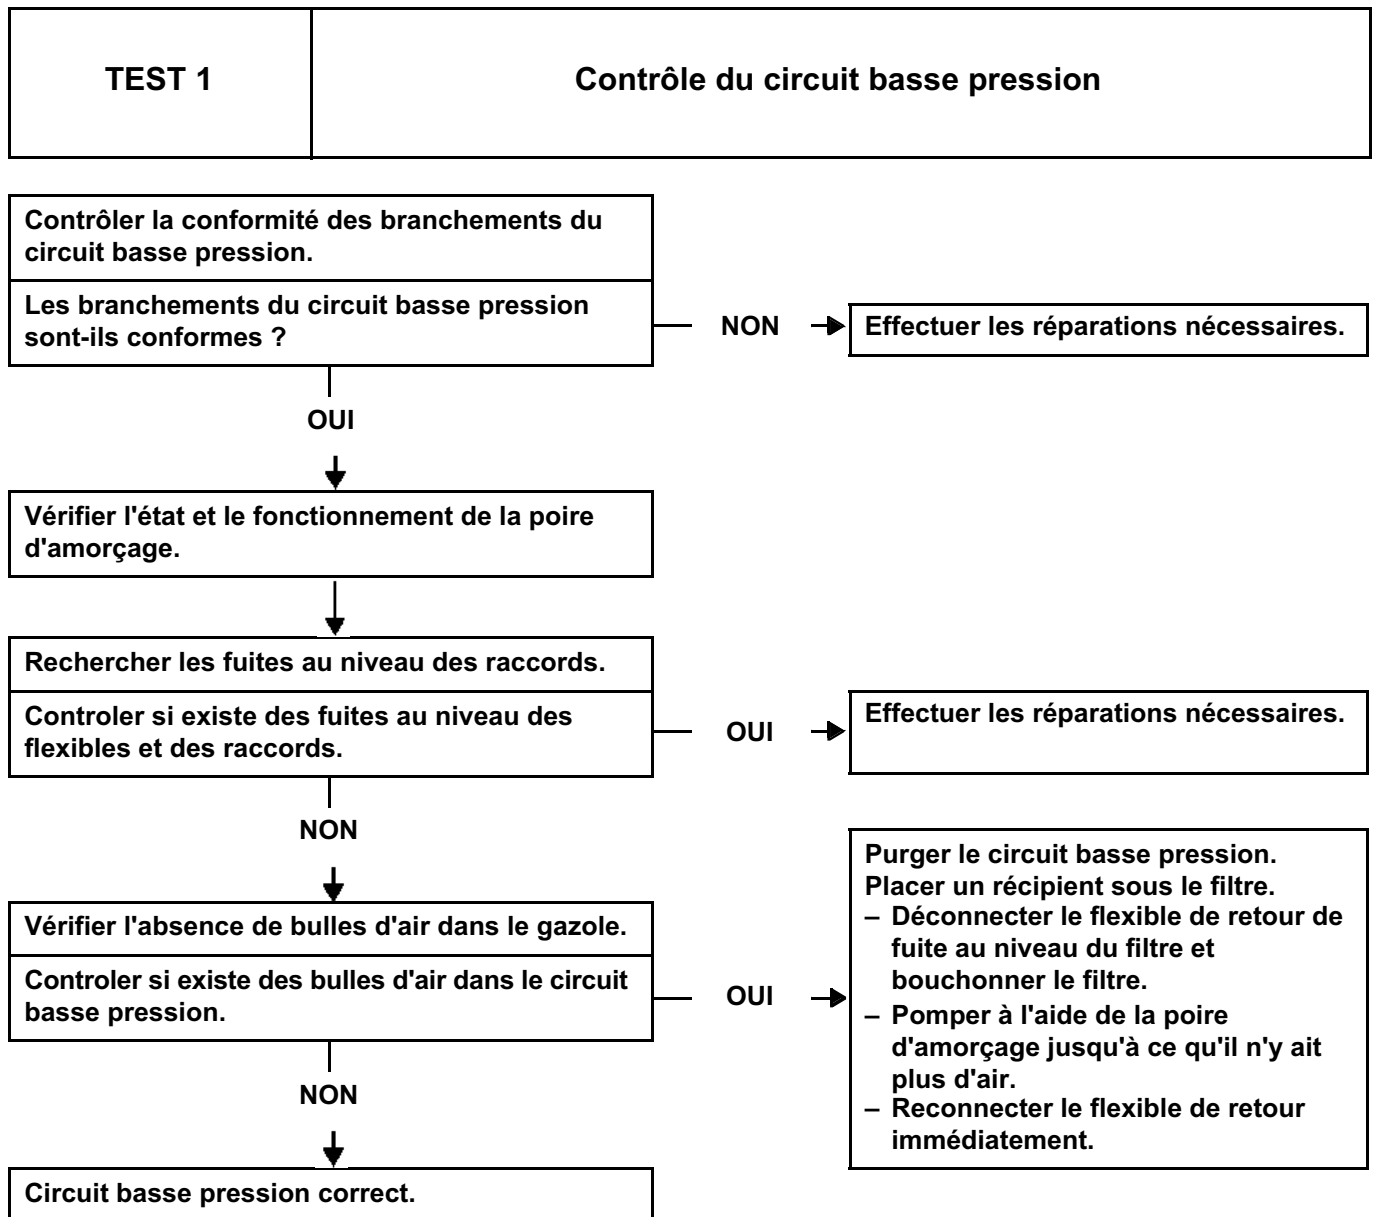 TEST 1
Contrôle du circuit basse pression
Contrôler la conformité des branchements du
circuit basse pression.
Les branchements du circuit basse pression
sont-ils conformes ?
NON
Effectuer les réparations nécessaires.
OUI
Vérifier l'état et le fonctionnement de la poire
d'amorçage.
Rechercher les fuites au niveau des raccords.
Controler si existe des fuites au niveau des
flexibles et des raccords.
OUI
Effectuer les réparations nécessaires.
NON
Vérifier l'absence de bulles d'air dans le gazole.
Controler si existe des bulles d'air dans le circuit
basse pression.
OUI
Purger le circuit basse pression.
Placer un récipient sous le filtre.
– Déconnecter le flexible de retour de
fuite au niveau du filtre et
bouchonner le filtre.
– Pomper à l'aide de la poire
d'amorçage jusqu'à ce qu'il n'y ait
plus d'air.
– Reconnecter le flexible de retour
immédiatement.
NON
Circuit basse pression correct.